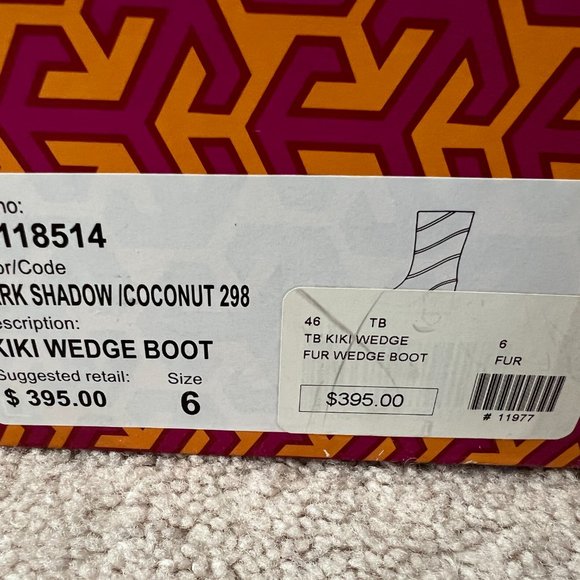 no:
118514
or/Code
RK SHADOW /COCONUT 298
escription:
KIKI WEDGE BOOT
Suggested retail: Size
$ 395.00 6
46 TB
TB KIKI WEDGE 6
FUR WEDGE BOOT FUR
$395.00
# 11977